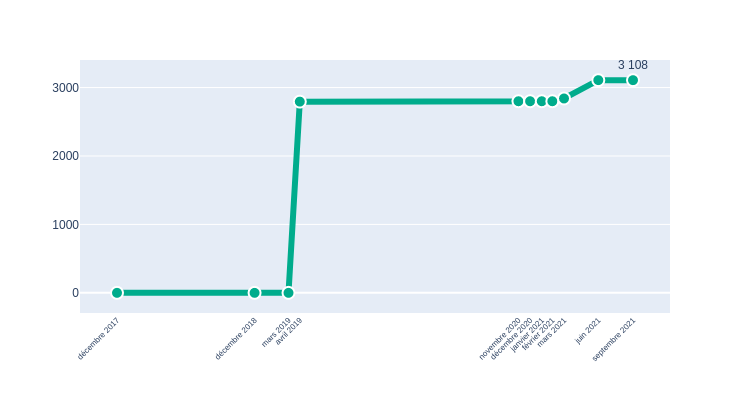 3 108
3000
2000
1000
0
décembre 2017
décembre 2018
mars 2019
avril 2019
novembre 2020
décembre 2020
janvier 2021
février 2021
mars 2021
juin 2021
septembre 2021